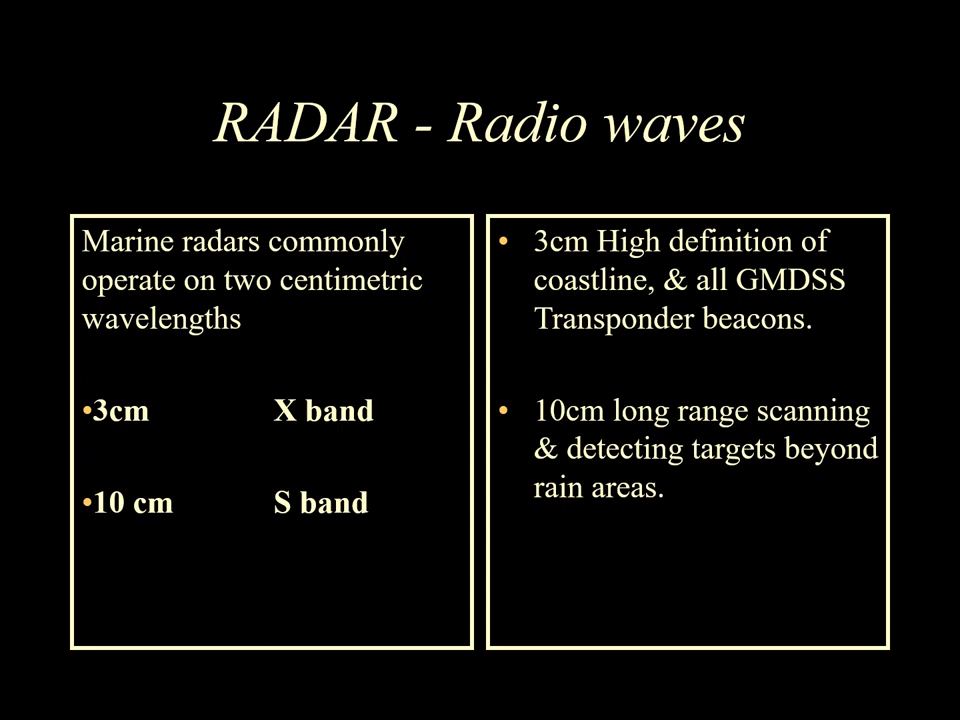 RADAR - Radio waves
Marine radars commonly
operate on two centimetric
wavelengths
•3cm X band
•10 cm S band
• 3cm High definition of
coastline, & all GMDSS
Transponder beacons.
• 10cm long range scanning
& detecting targets beyond
rain areas.